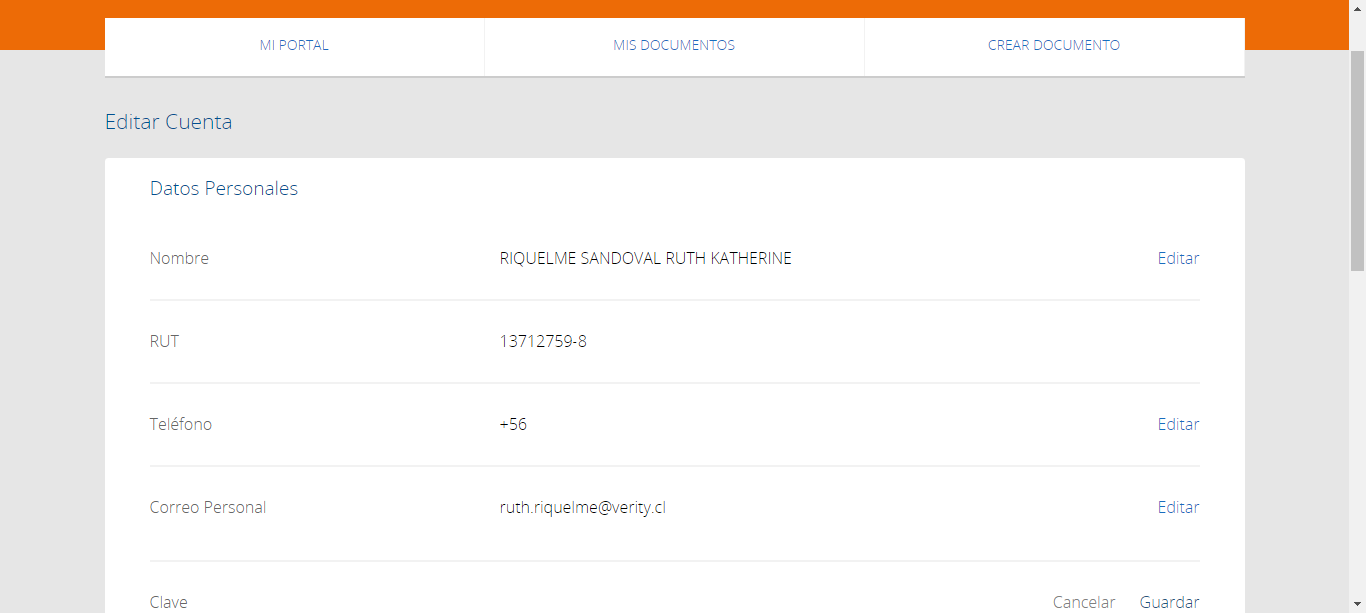 MI PORTAL MIS DOCUMENTOS CREAR DOCUMENTO
Editar Cuenta
Datos Personales
Nombre RIQUELME SANDOVAL RUTH KATHERINE Editar
RUT 13712759-8
Teléfono +56 Editar
Correo Personal ruth.riquelme@verity.cl Editar
Clave Cancelar Guardar